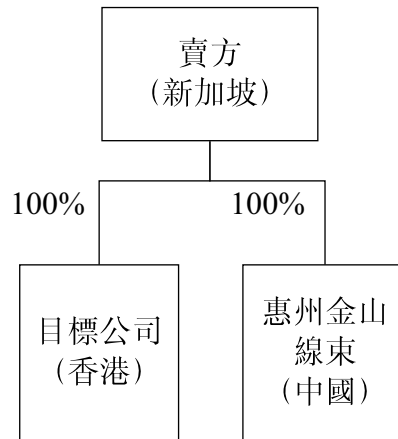 賣方
（新加坡）
100%
100%
目標公司
（香港）
惠州金山
線束
（中國）